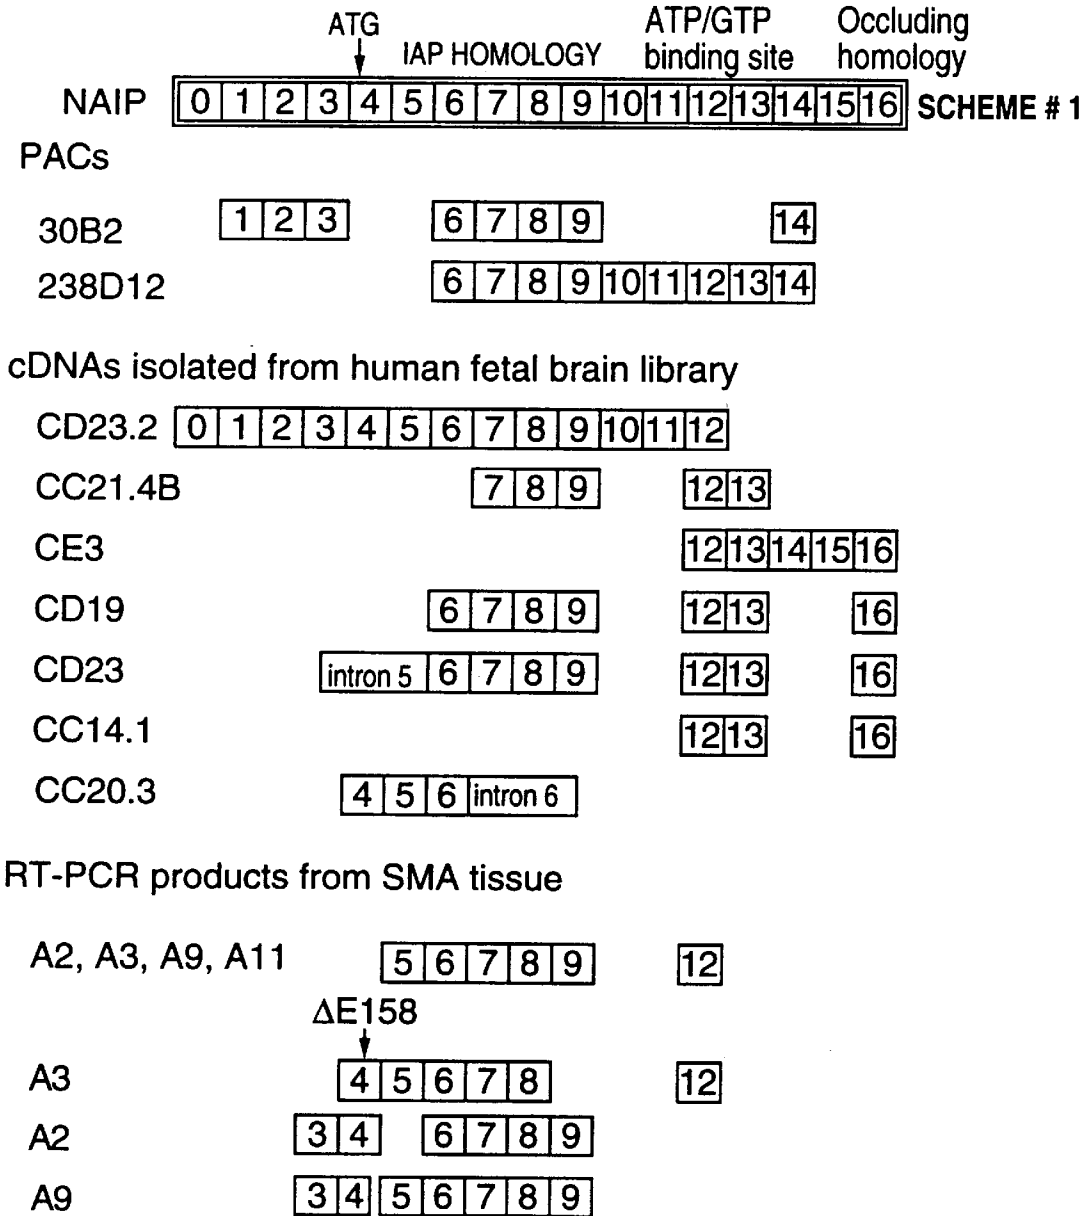 ATG
IAP HOMOLOGY
ATP/GTP
binding site
Occluding
homology
NAIP 0 1 2 3 4 5 6 7 8 9 10 11 12 13 14 15 16 SCHEME # 1
PACs
30B2 1 2 3 6 7 8 9 14
238D12 6 7 8 9 10 11 12 13 14
cDNAs isolated from human fetal brain library
CD23.2 0 1 2 3 4 5 6 7 8 9 10 11 12
CC21.4B 7 8 9 12 13
CE3 12 13 14 15 16
CD19 6 7 8 9 12 13 16
CD23 intron 5 6 7 8 9 12 13 16
CC14.1 12 13 16
CC20.3 4 5 6 intron 6
RT-PCR products from SMA tissue
A2, A3, A9, A11 5 6 7 8 9 12
ΔE158
A3 4 5 6 7 8 12
A2 3 4 6 7 8 9
A9 3 4 5 6 7 8 9